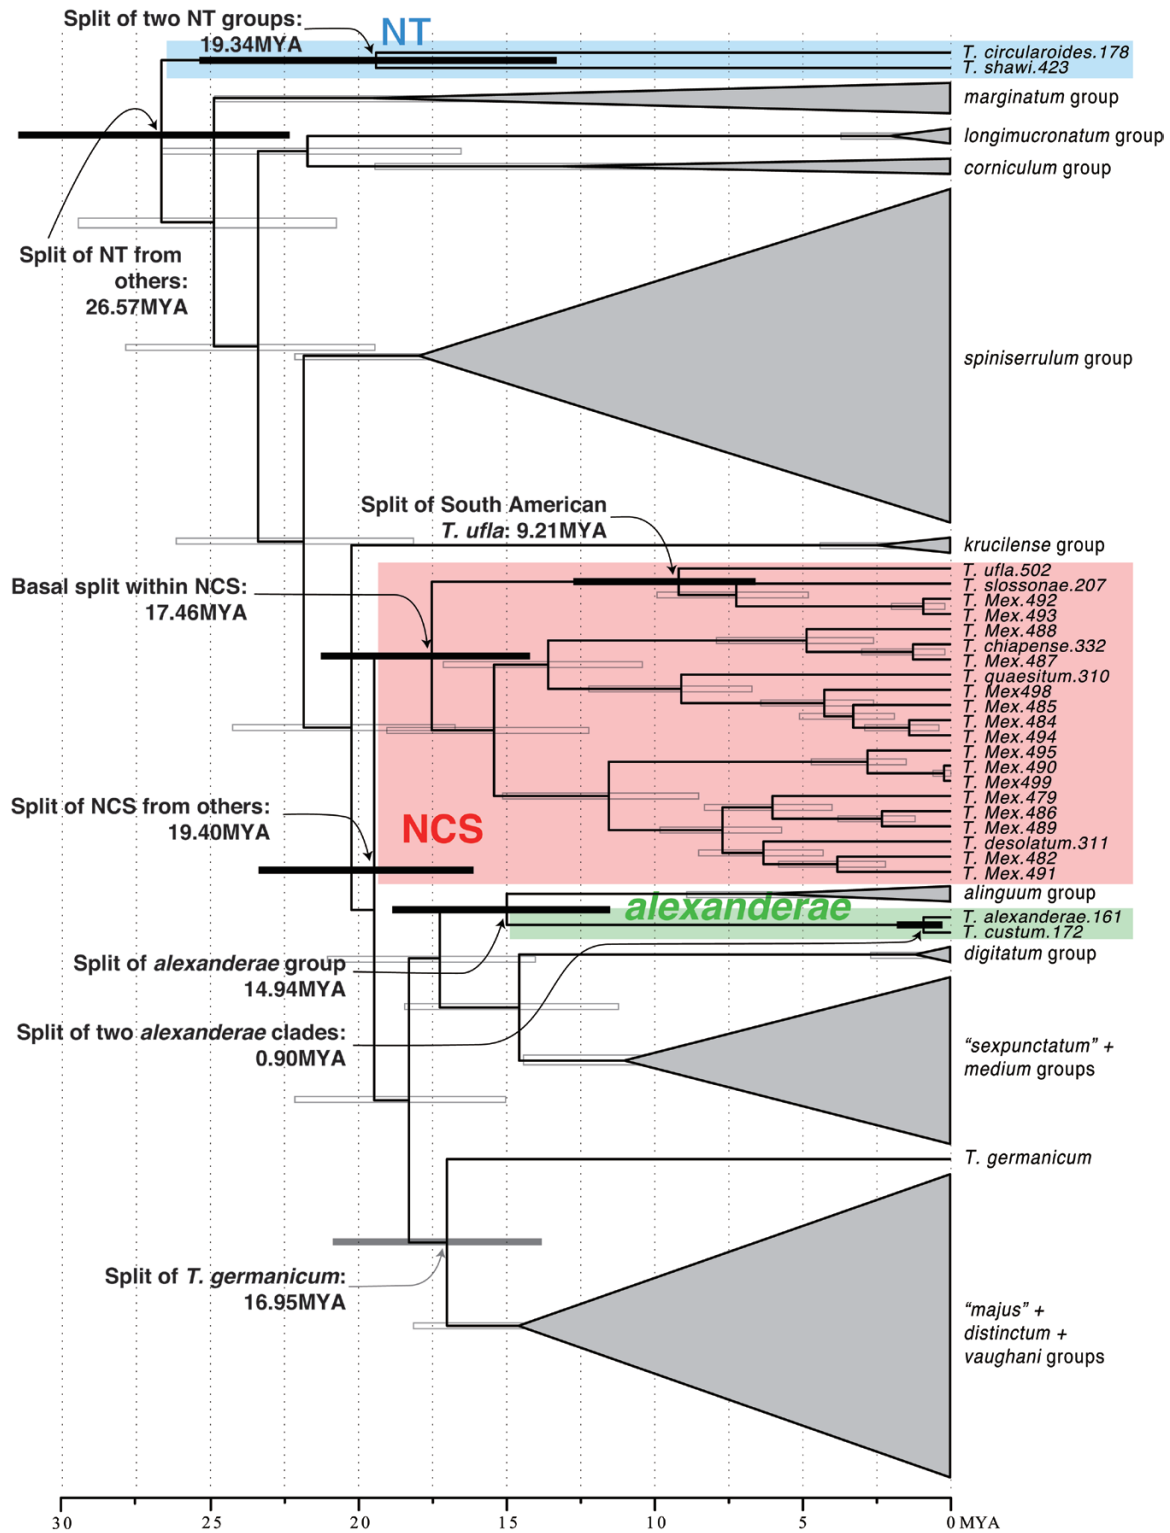 Split of two NT groups:
19.34MYA
NT
T. circularoides.178
T. shawi.423
marginatum group
longimucronatum group
corniculum group
Split of NT from
others:
26.57MYA
spiniserrulum group
Split of South American
T. ufla: 9.21MYA
krucilense group
Basal split within NCS:
17.46MYA
T. ufla.502
T. slossonae.207
T. Mex.492
T. Mex.493
T. Mex.488
T. chiapense.332
T. Mex.487
T. quaesitum.310
T. Mex498
T. Mex.485
T. Mex.484
T. Mex.494
T. Mex.495
T. Mex.490
T. Mex499
T. Mex.479
T. Mex.486
T. Mex.489
T. desolatum.311
T. Mex.482
T. Mex.491
Split of NCS from others:
19.40MYA
NCS
alinguum group
alexanderae
T. alexanderae.161
T. custum.172
digitatum group
Split of alexanderae group
14.94MYA
Split of two alexanderae clades:
0.90MYA
"sexpunctatum" +
medium groups
T. germanicum
Split of T. germanicum:
16.95MYA
"majus" +
distinctum +
vaughani groups
30 25 20 15 10 5 0 MYA